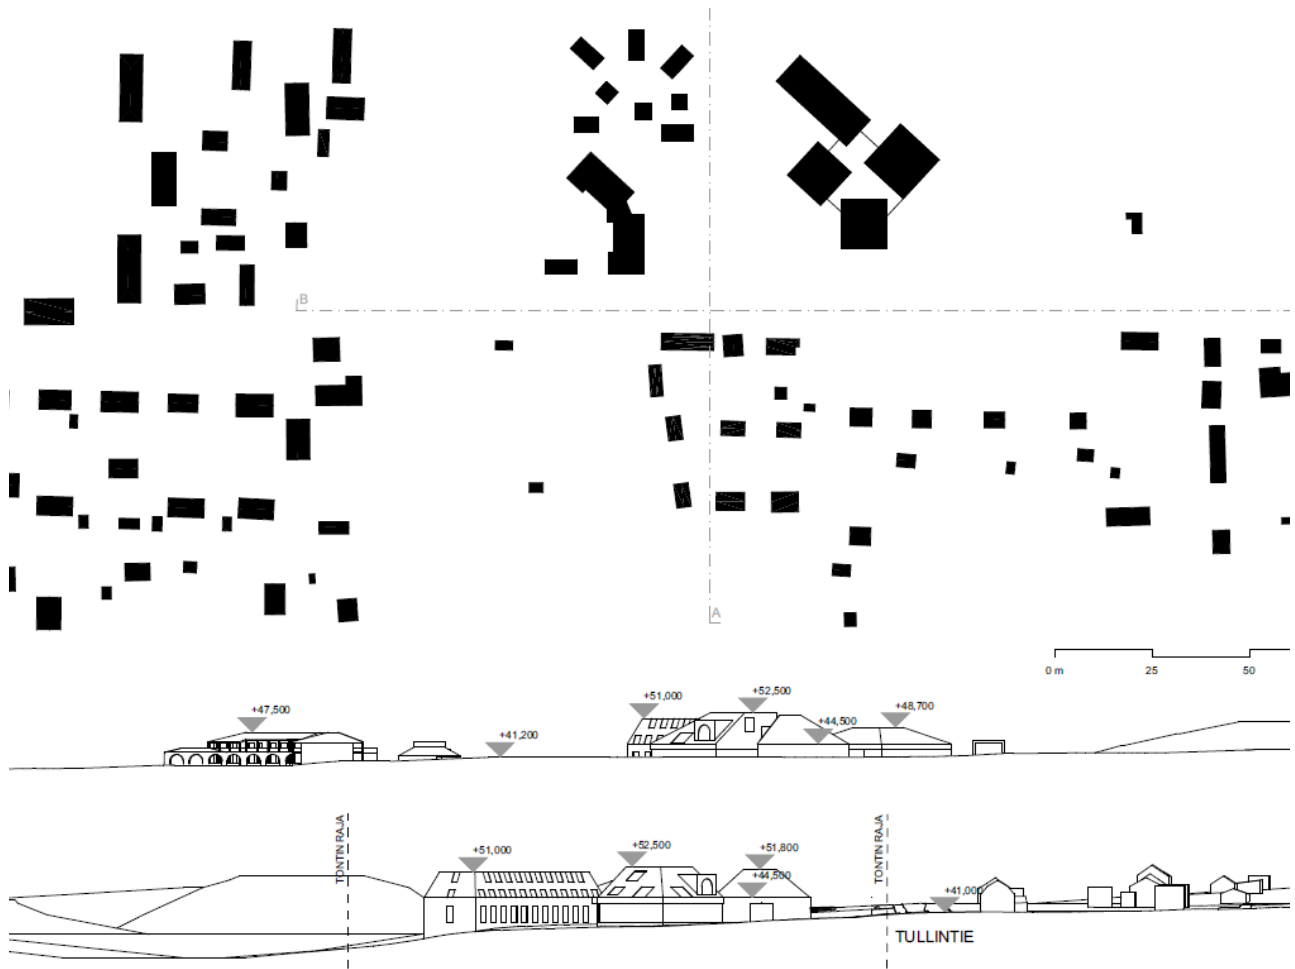 B
A
0 m 25 50
+47,500
+41,200
+51,000
+52,500
+44,500
+48,700
TONTIN RAJA
+51,000
+52,500
+51,800
+44,500
TONTIN RAJA
+41,000
TULLINTIE